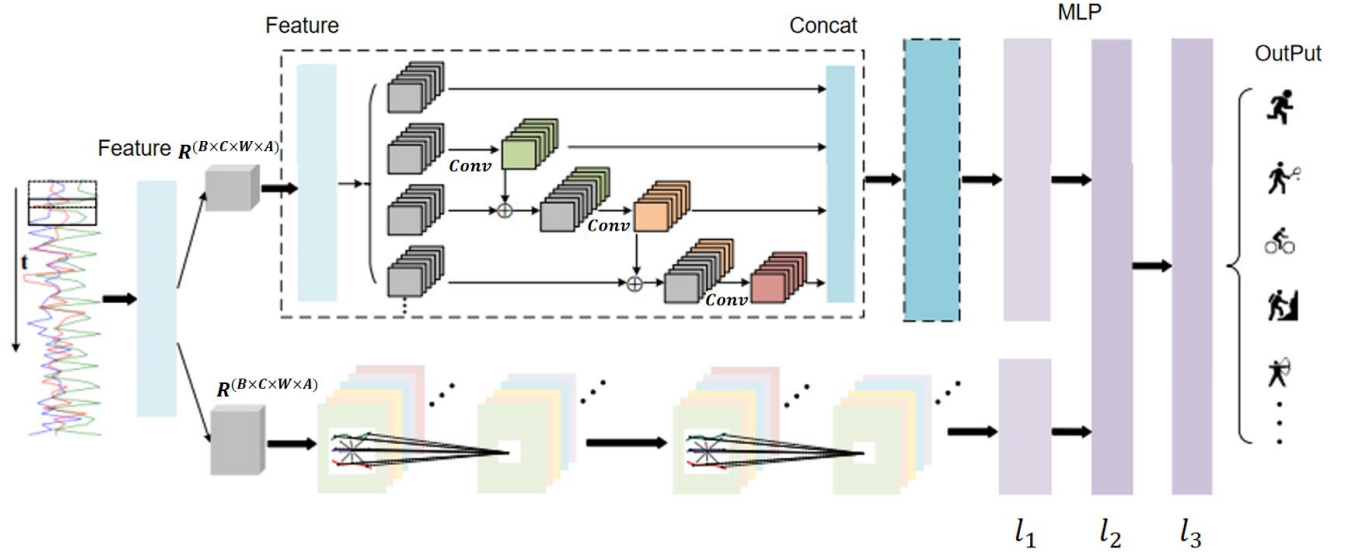 MLP
Feature
Concat
OutPut
Feature
R(B×C×W×A)
Conv
Conv
t
Conv
R(B×C×W×A)
l1
l2
l3